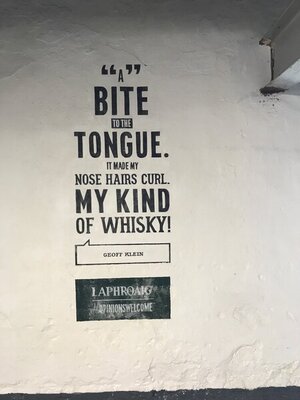 “A”
BITE
TO THE
TONGUE.
IT MADE MY
NOSE HAIRS CURL.
MY KIND
OF WHISKY!
GEOFF KLEIN
LAPHROAIG
#OPINIONSWELCOME